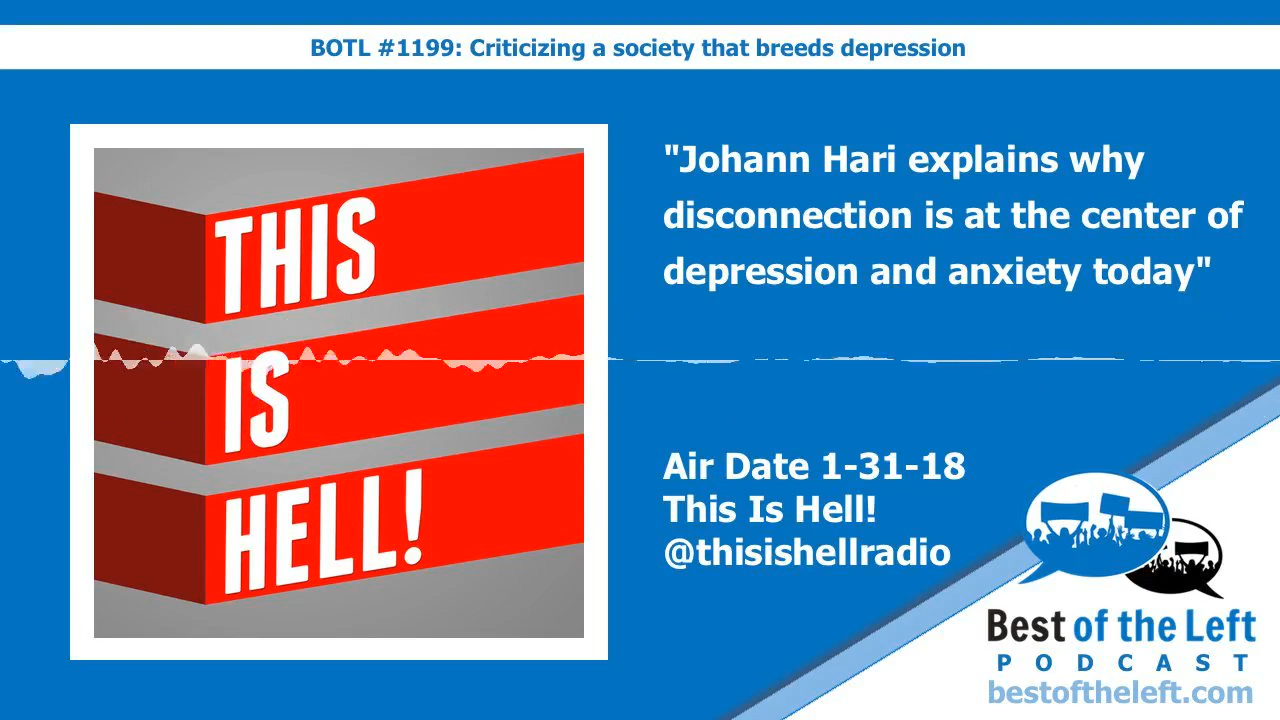 BOTL #1199: Criticizing a society that breeds depression
THIS
IS
HELL!
"Johann Hari explains why
disconnection is at the center of
depression and anxiety today"
Air Date 1-31-18
This Is Hell!
@thisishellradio
Best of the Left
PODCAST
bestoftheleft.com